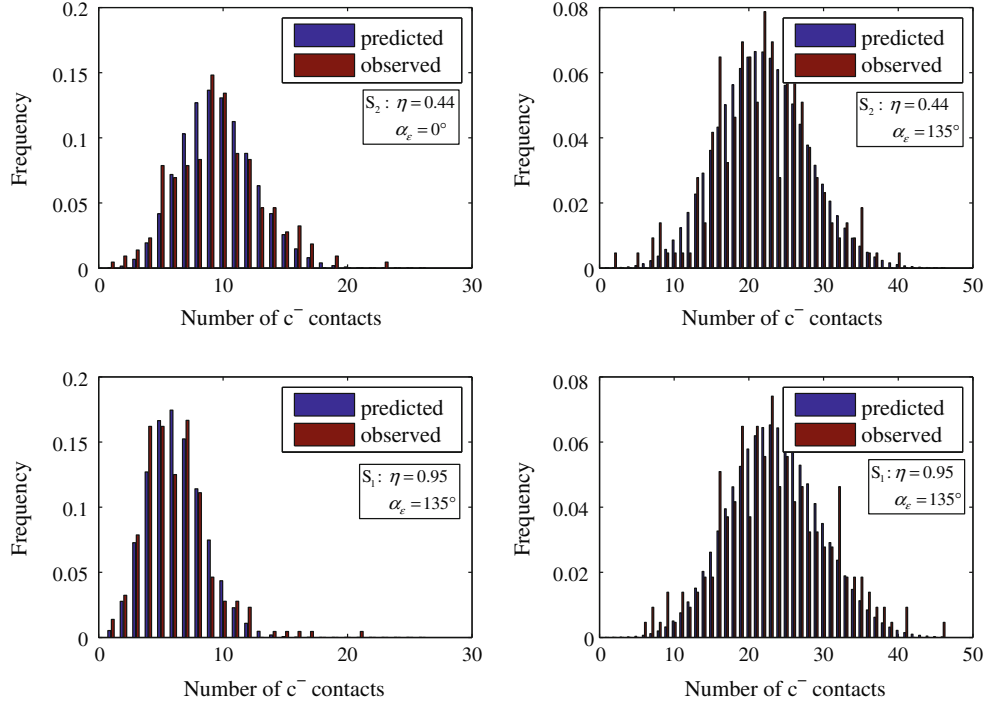 0.2
0.15
0.1
0.05
0
0
10
20
30
Frequency
Number of c⁻ contacts
predicted
observed
S₂ : η = 0.44
α_ε = 0°
0.08
0.06
0.04
0.02
0
0
10
20
30
40
50
Frequency
Number of c⁻ contacts
predicted
observed
S₂ : η = 0.44
α_ε = 135°
0.2
0.15
0.1
0.05
0
0
10
20
30
Frequency
Number of c⁻ contacts
predicted
observed
S₁ : η = 0.95
α_ε = 135°
0.08
0.06
0.04
0.02
0
0
10
20
30
40
50
Frequency
Number of c⁻ contacts
predicted
observed
S₁ : η = 0.95
α_ε = 135°